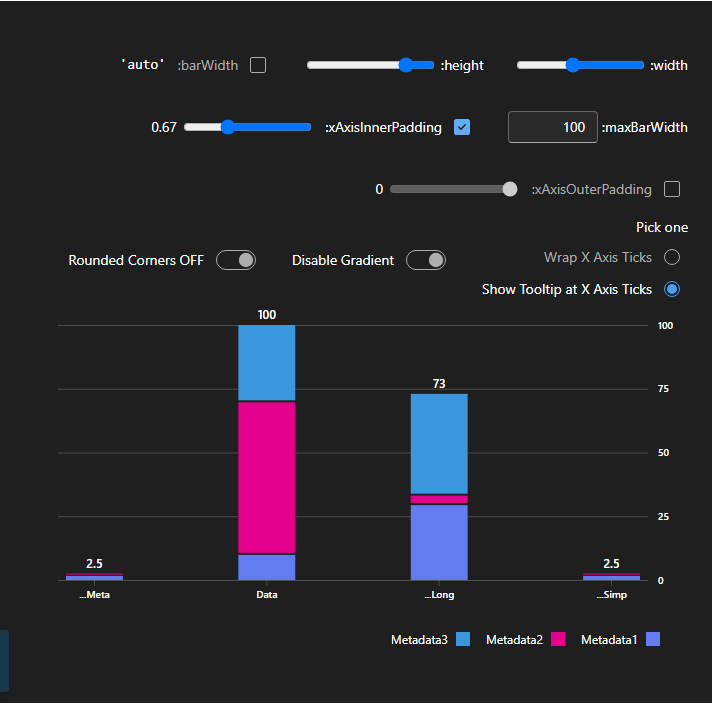 width:
height:
barWidth: 'auto'
maxBarWidth: 100
xAxisInnerPadding: 0.67
xAxisOuterPadding: 0
Pick one
Wrap X Axis Ticks
Disable Gradient
Rounded Corners OFF
Show Tooltip at X Axis Ticks
100
100
73
75
50
25
2.5
2.5
0
Simp...
Long...
Data
Meta...
Metadata1
Metadata2
Metadata3